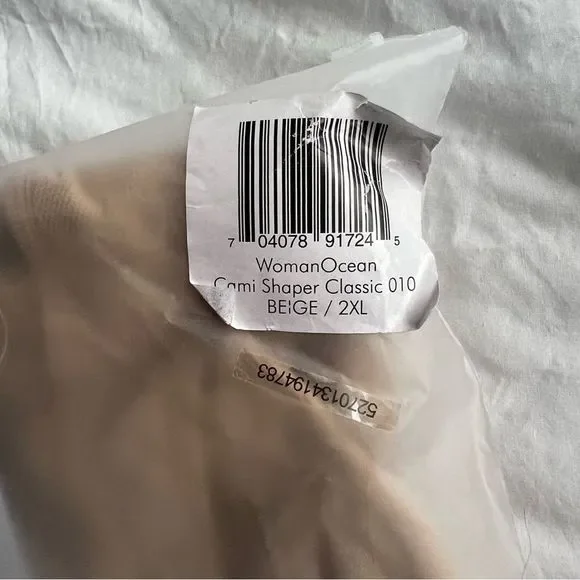 7 04078 91724 5
WomanOcean
Cami Shaper Classic 010
BEIGE / 2XL
5270134194783